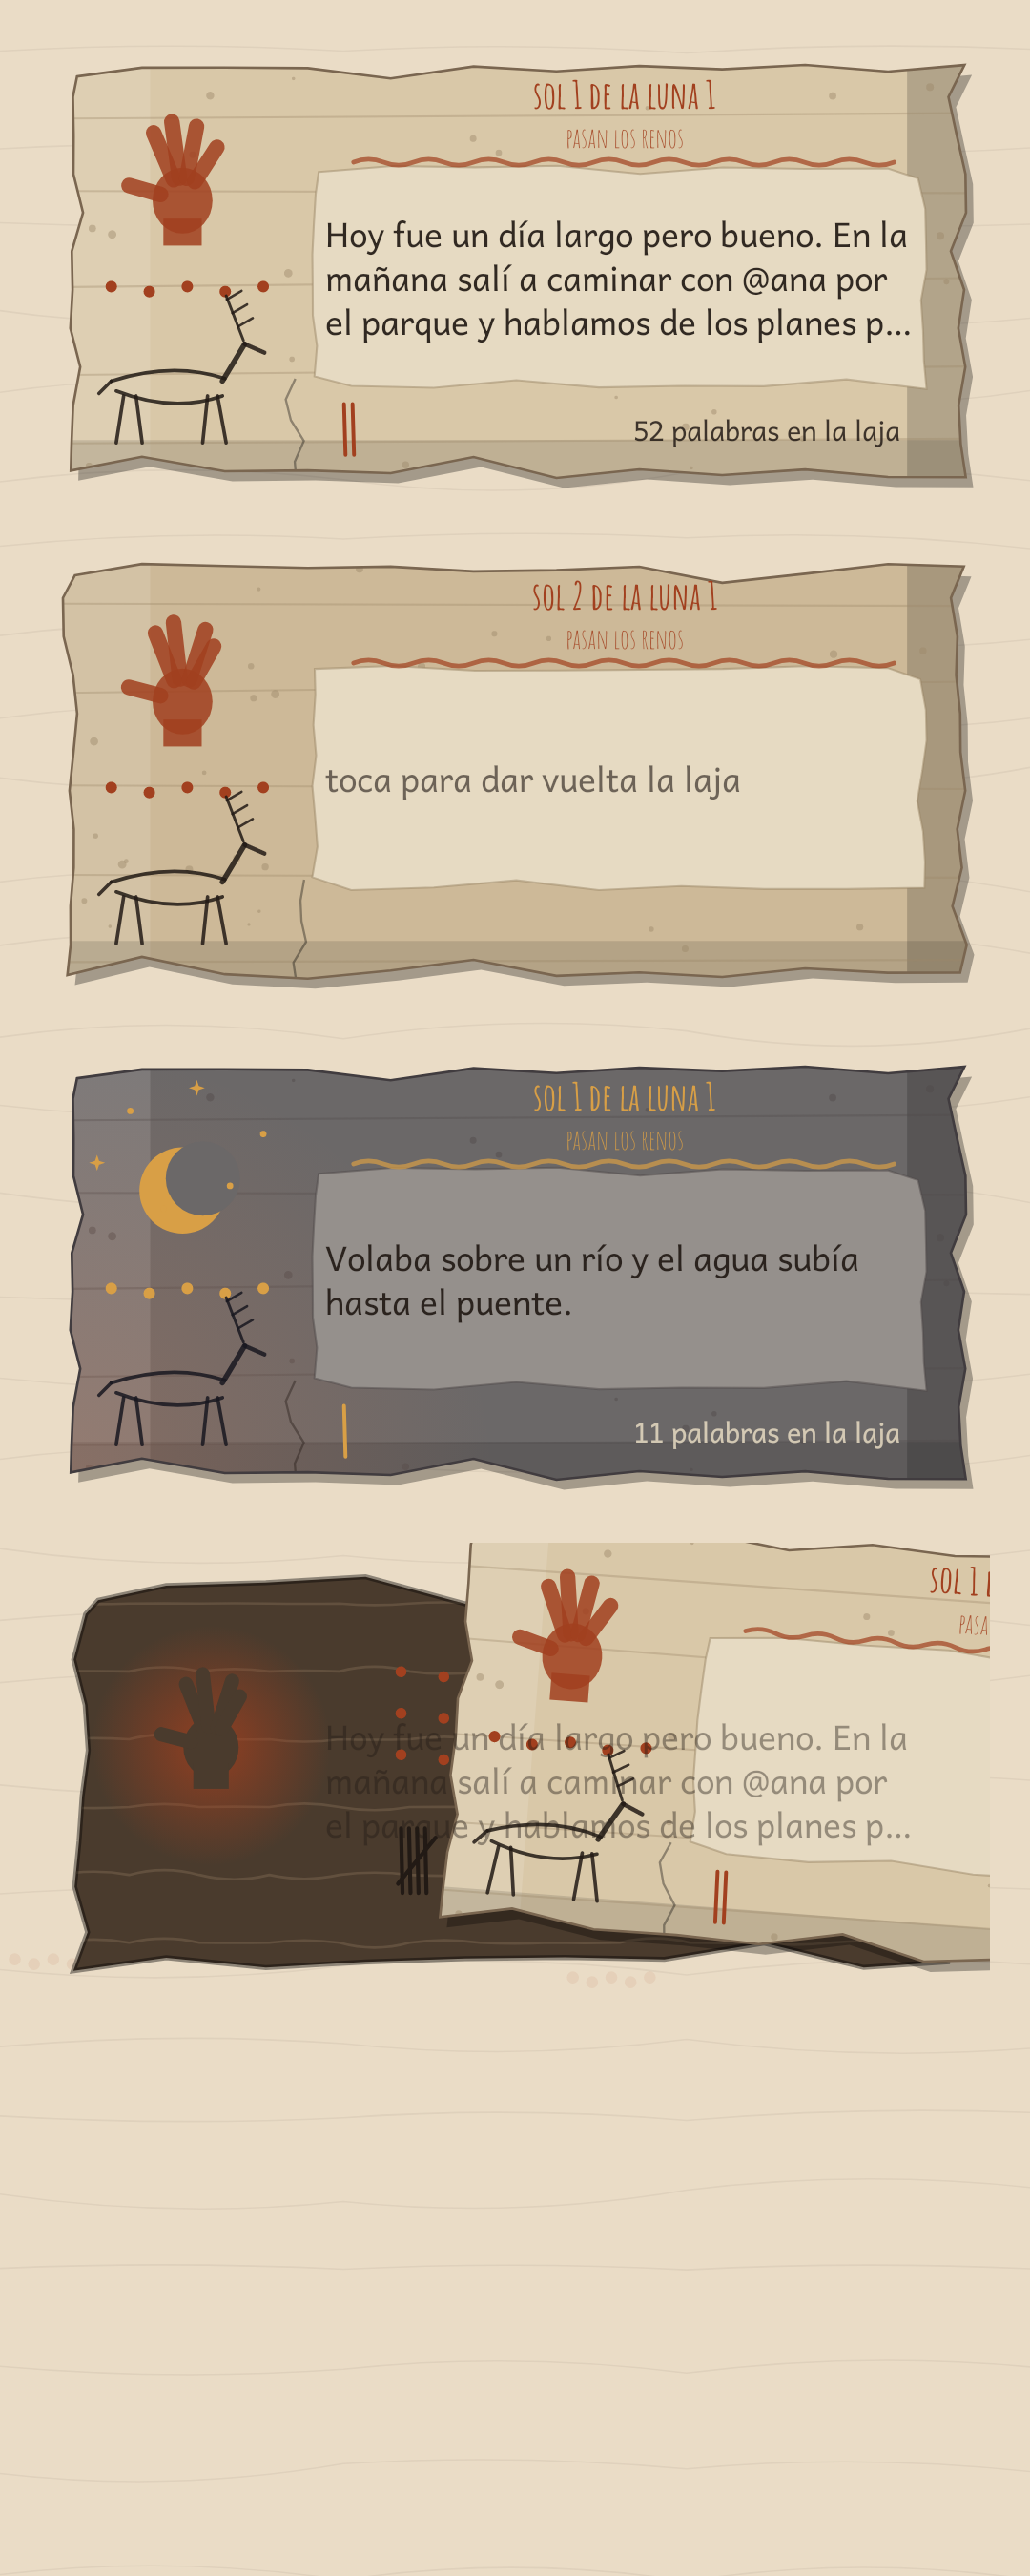 SOL 1 DE LA LUNA 1
PASAN LOS RENOS
Hoy fue un día largo pero bueno. En la
mañana salí a caminar con @ana por
el parque y hablamos de los planes p...
52 palabras en la laja
SOL 2 DE LA LUNA 1
PASAN LOS RENOS
toca para dar vuelta la laja
SOL 1 DE LA LUNA 1
PASAN LOS RENOS
Volaba sobre un río y el agua subía
hasta el puente.
11 palabras en la laja
SOL 1
PASA
Hoy fue un día largo pero bueno. En la
mañana salí a caminar con @ana por
el parque y hablamos de los planes p...